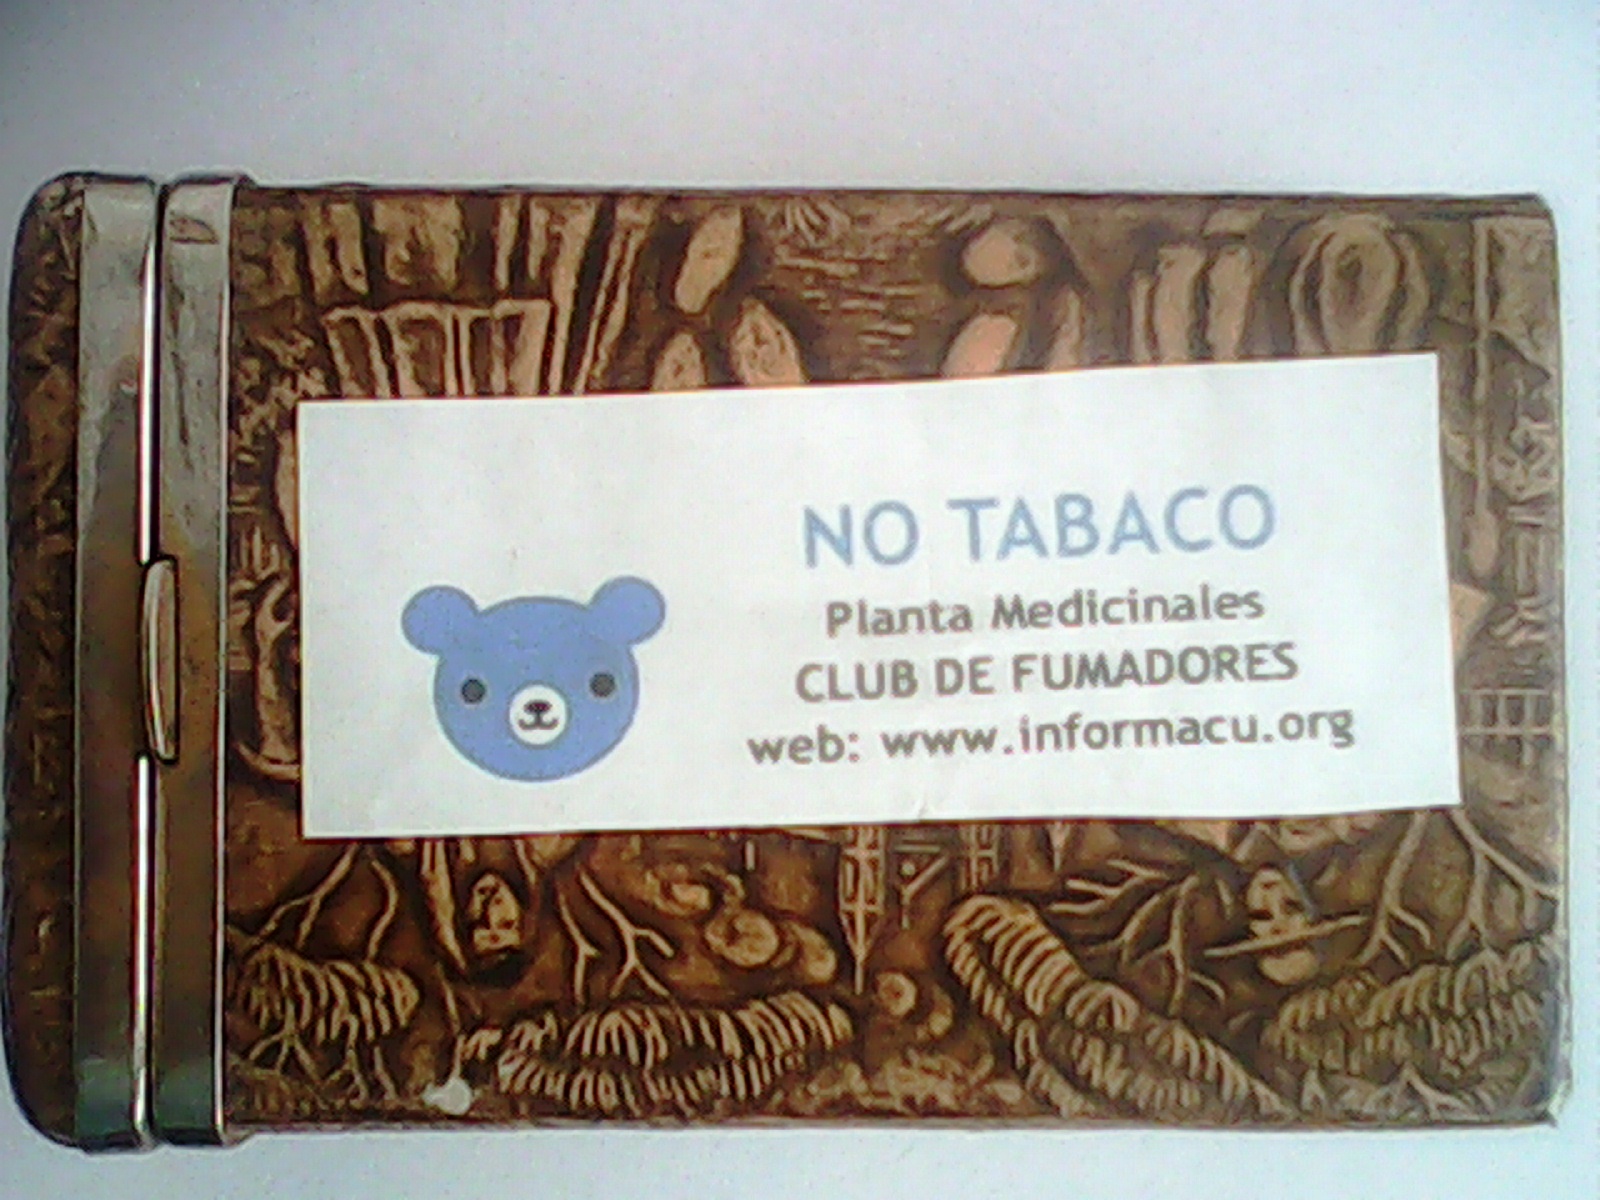 NO TABACO
Planta Medicinales
CLUB DE FUMADORES
web: www.informacu.org